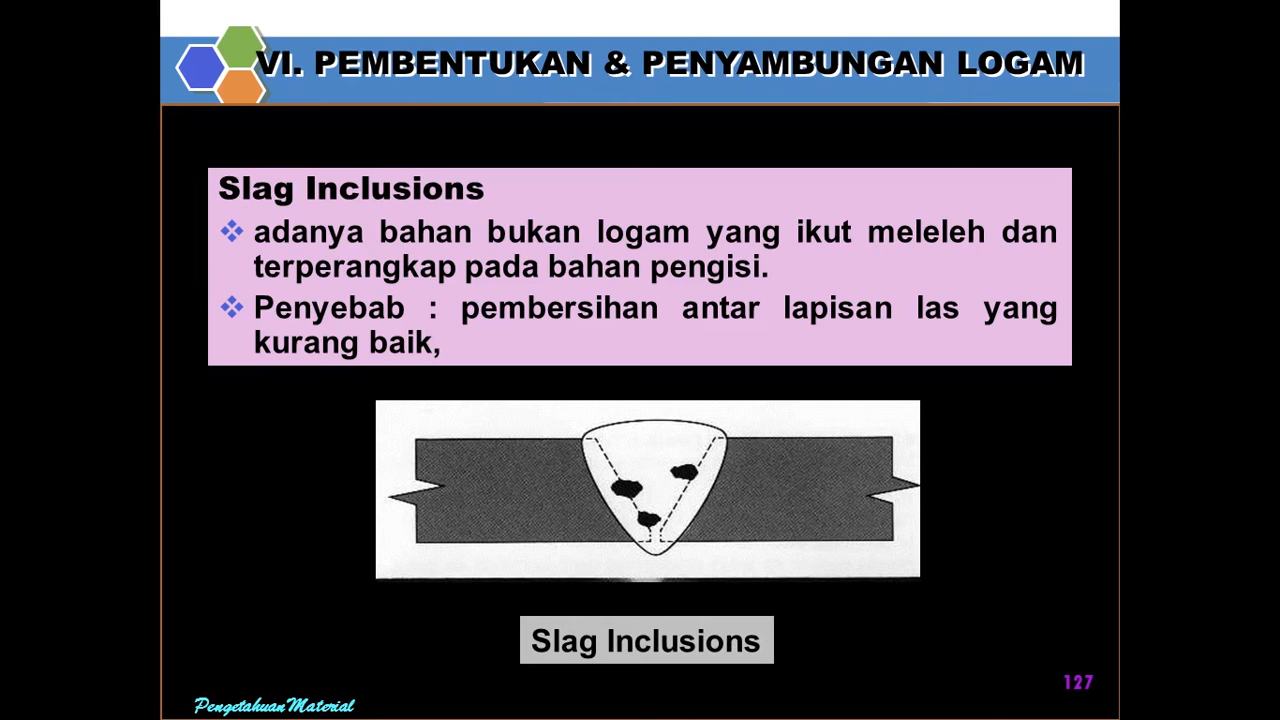 VI. PEMBENTUKAN & PENYAMBUNGAN LOGAM
Slag Inclusions
adanya bahan bukan logam yang ikut meleleh dan
terperangkap pada bahan pengisi.
Penyebab : pembersihan antar lapisan las yang
kurang baik,
Slag Inclusions
127
Pengetahuan Material